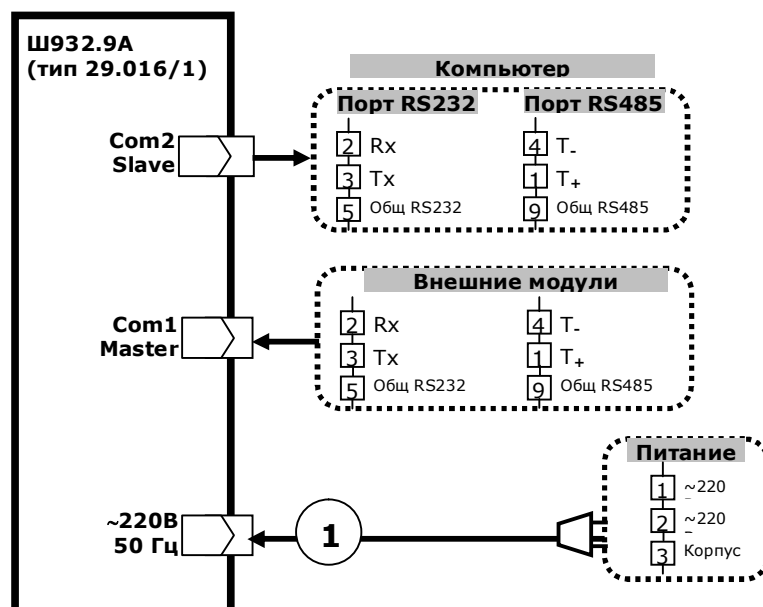 Ш932.9А
(тип 29.016/1)
Компьютер
Порт RS232
Порт RS485
Com2
Slave
2 Rx
3 Tx
5 Общ RS232
4 T-
1 T+
9 Общ RS485
Внешние модули
Com1
Master
2 Rx
3 Tx
5 Общ RS232
4 T-
1 T+
9 Общ RS485
Питание
1 ~220
2 ~220
3 Корпус
~220В
50 Гц
1